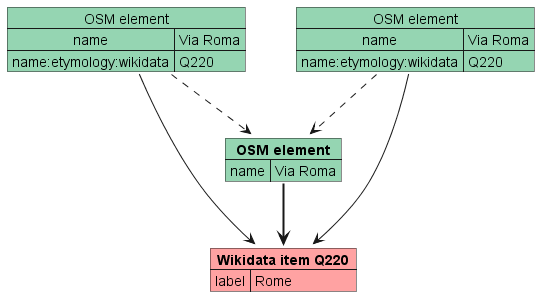 OSM element
name Via Roma
name:etymology:wikidata Q220
OSM element
name Via Roma
name:etymology:wikidata Q220
OSM element
name Via Roma
Wikidata item Q220
label Rome